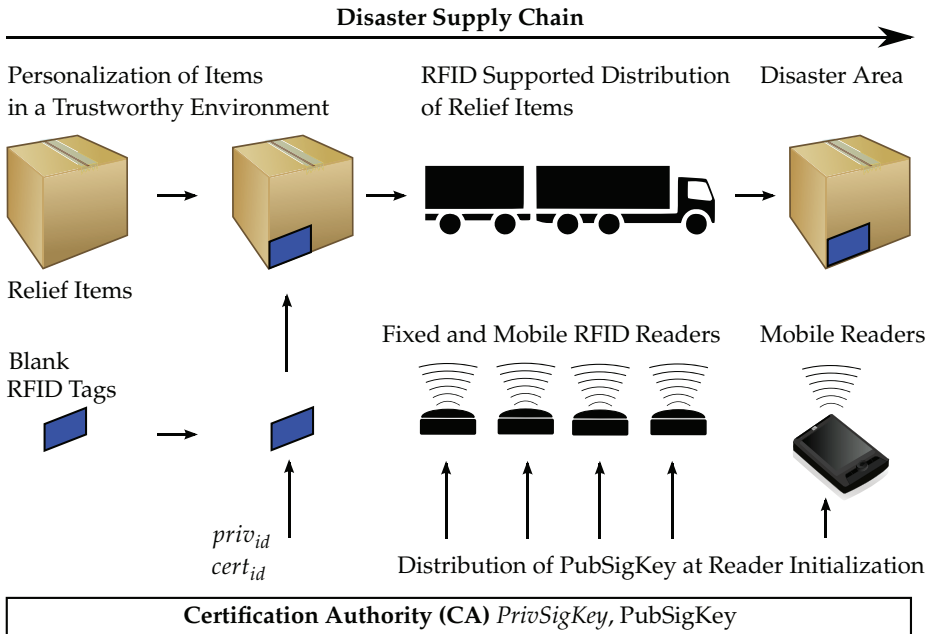 Disaster Supply Chain
Personalization of Items
in a Trustworthy Environment
RFID Supported Distribution
of Relief Items
Disaster Area
Relief Items
Blank
RFID Tags
Fixed and Mobile RFID Readers
Mobile Readers
priv_id
cert_id
Distribution of PubSigKey at Reader Initialization
Certification Authority (CA) PrivSigKey, PubSigKey